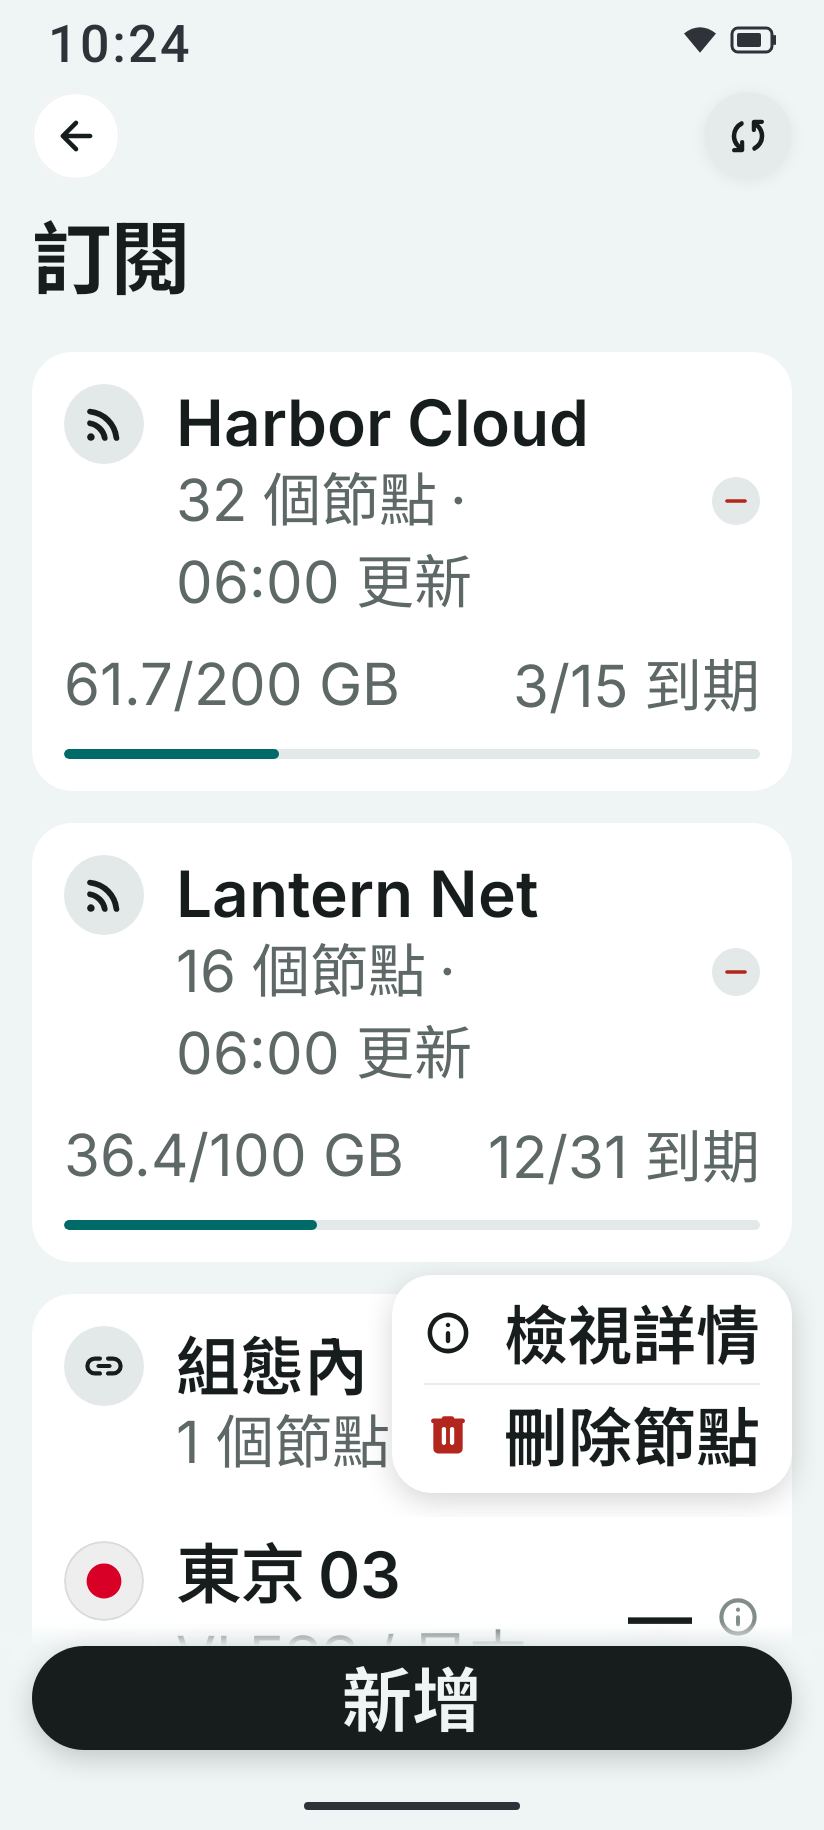 10:24
訂閱
Harbor Cloud
32 個節點 ·
06:00 更新
61.7/200 GB
3/15 到期
Lantern Net
16 個節點 ·
06:00 更新
36.4/100 GB
12/31 到期
檢視詳情
組態內
1 個節點
刪除節點
東京 03
新增